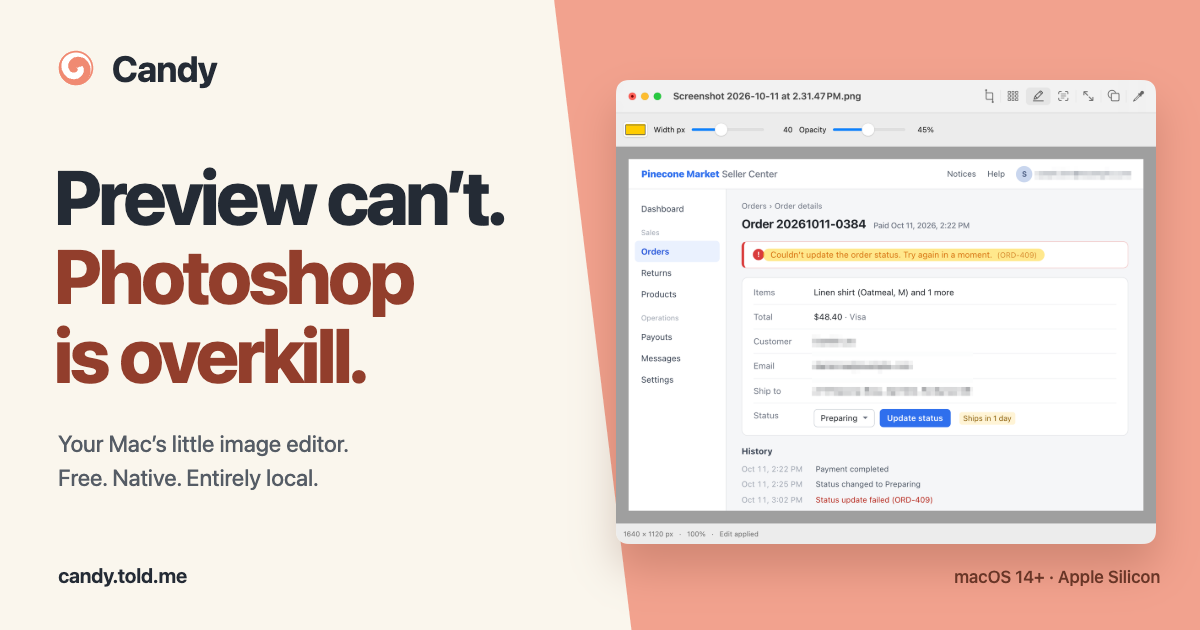 Candy
Preview can't.
Photoshop
is overkill.
Your Mac's little image editor.
Free. Native. Entirely local.
candy.told.me
Screenshot 2026-10-11 at 2.31.47 PM.png
Width px 40 Opacity 45%
Pinecone Market Seller Center
Notices Help S
Dashboard
Sales
Orders
Returns
Products
Operations
Payouts
Messages
Settings
Orders › Order details
Order 20261011-0384 Paid Oct 11, 2026, 2:22 PM
! Couldn't update the order status. Try again in a moment. (ORD-409)
Items Linen shirt (Oatmeal, M) and 1 more
Total $48.40 · Visa
Customer
Email
Ship to
Status Preparing Update status Ships in 1 day
History
Oct 11, 2:22 PM Payment completed
Oct 11, 2:25 PM Status changed to Preparing
Oct 11, 3:02 PM Status update failed (ORD-409)
1640 × 1120 px · 100% · Edit applied
macOS 14+ · Apple Silicon